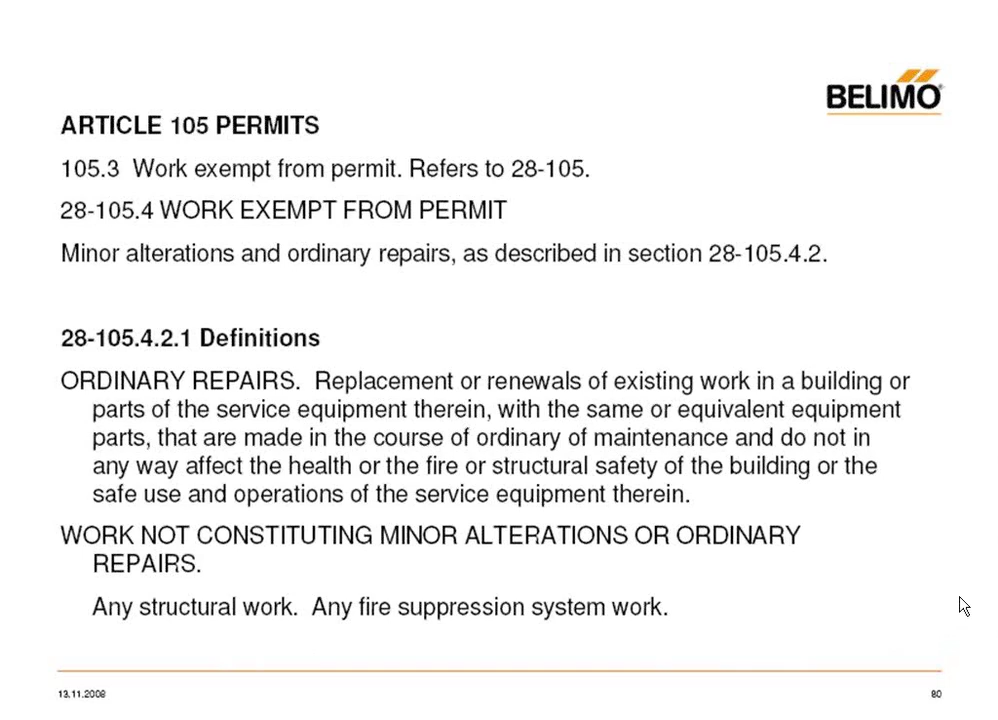 BELIMO®
ARTICLE 105 PERMITS
105.3  Work exempt from permit. Refers to 28-105.
28-105.4 WORK EXEMPT FROM PERMIT
Minor alterations and ordinary repairs, as described in section 28-105.4.2.
28-105.4.2.1 Definitions
ORDINARY REPAIRS.  Replacement or renewals of existing work in a building or
parts of the service equipment therein, with the same or equivalent equipment
parts, that are made in the course of ordinary of maintenance and do not in
any way affect the health or the fire or structural safety of the building or the
safe use and operations of the service equipment therein.
WORK NOT CONSTITUTING MINOR ALTERATIONS OR ORDINARY
REPAIRS.
Any structural work.  Any fire suppression system work.
13.11.2008
80